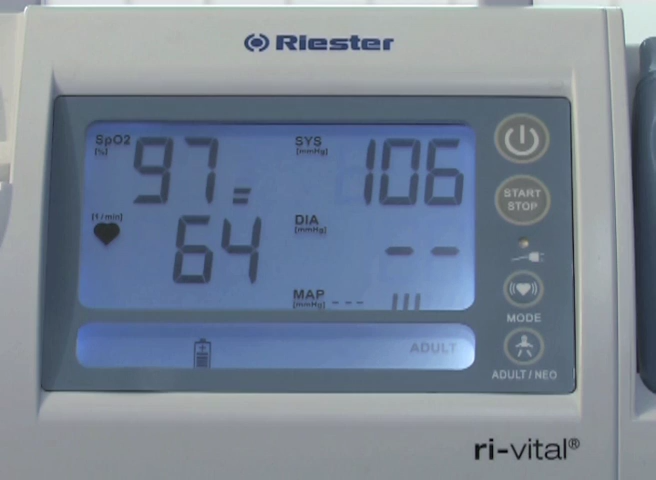 Riester
SpO2
[%]
97
SYS
[mmHg]
106
START
STOP
[1/min]
64
DIA
[mmHg]
--
MAP
[mmHg]
---
MODE
ADULT
ADULT / NEO
ri-vital®